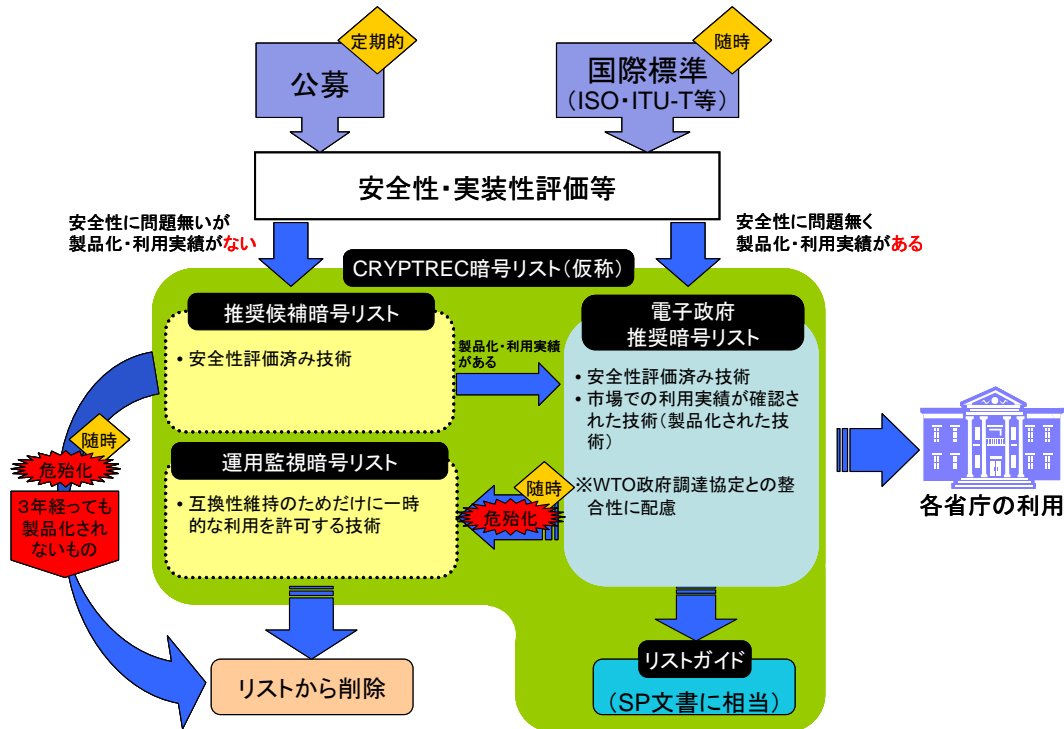 定期的
公募
随時
国際標準
(ISO・ITU-T等)
安全性・実装性評価等
安全性に問題無いが
製品化・利用実績がない
安全性に問題無く
製品化・利用実績がある
CRYPTREC暗号リスト(仮称)
推奨候補暗号リスト
• 安全性評価済み技術
製品化・利用実績
がある
電子政府
推奨暗号リスト
• 安全性評価済み技術
• 市場での利用実績が確認さ
れた技術(製品化された技
術)
※WTO政府調達協定との整
合性に配慮
随時
危殆化
3年経っても
製品化され
ないもの
運用監視暗号リスト
• 互換性維持のためだけに一時
的な利用を許可する技術
随時
危殆化
各省庁の利用
リストから削除
リストガイド
(SP文書に相当)